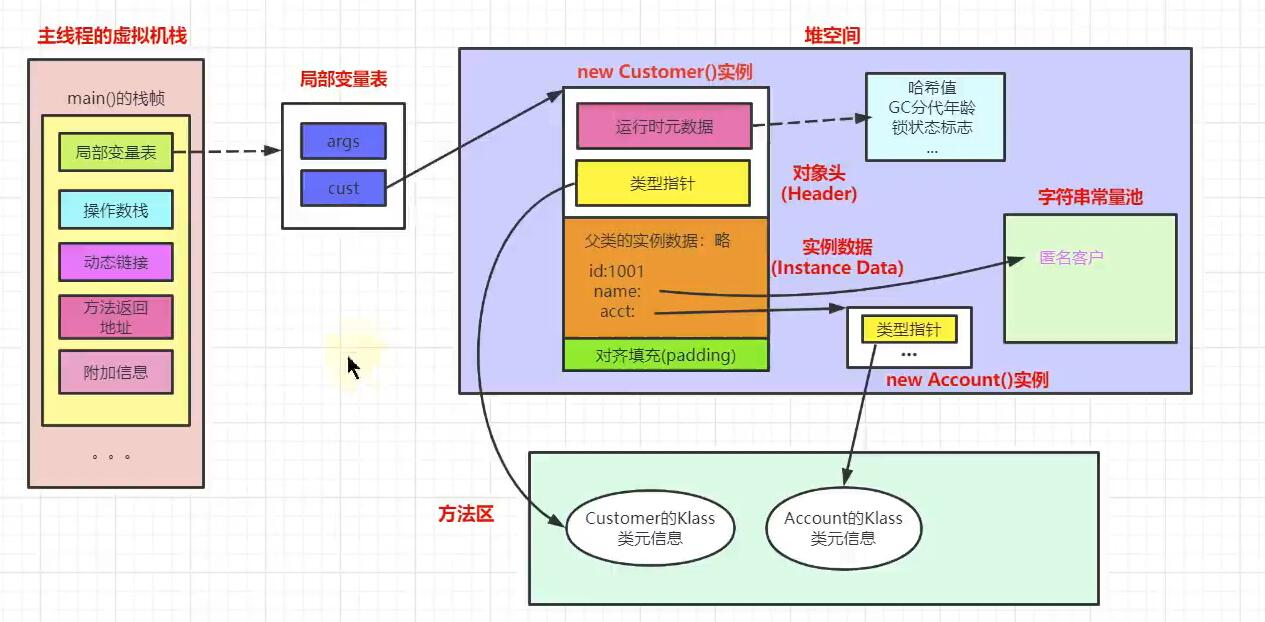 主线程的虚拟机栈
main()的栈帧
局部变量表
操作数栈
动态链接
方法返回
地址
附加信息
。。。
局部变量表
args
cust
堆空间
new Customer()实例
运行时元数据
类型指针
哈希值
GC分代年龄
锁状态标志
...
对象头
(Header)
父类的实例数据：略
id:1001
name:
acct:
实例数据
(Instance Data)
对齐填充(padding)
字符串常量池
匿名客户
类型指针
...
new Account()实例
方法区
Customer的Klass
类元信息
Account的Klass
类元信息